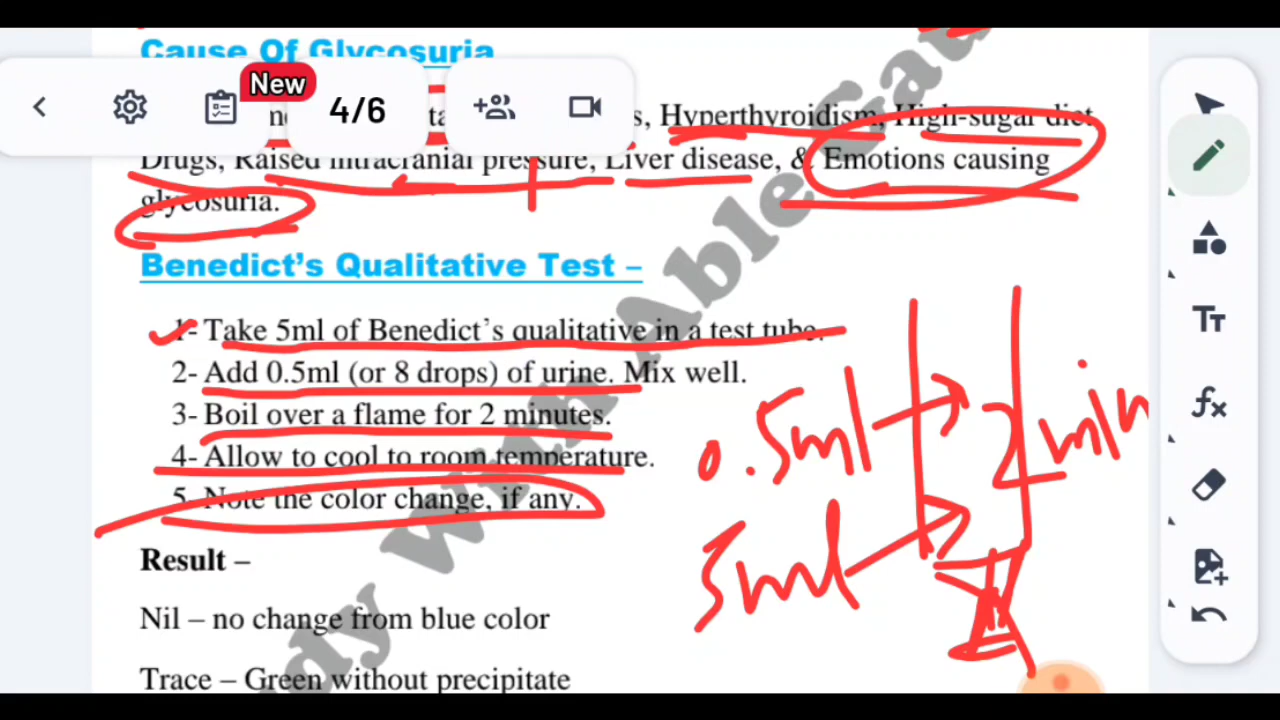 Cause Of Glycosuria
New
4/6
Hyperthyroidism, High-sugar diet
Drugs, Raised intracranial pressure, Liver disease, & Emotions causing
glycosuria.
Benedict's Qualitative Test –
1- Take 5ml of Benedict's qualitative in a test tube.
2- Add 0.5ml (or 8 drops) of urine. Mix well.
3- Boil over a flame for 2 minutes.
4- Allow to cool to room temperature.
5- Note the color change, if any.
0.5ml
2 min
5ml
Result –
Nil – no change from blue color
Trace – Green without precipitate
Tт
fx